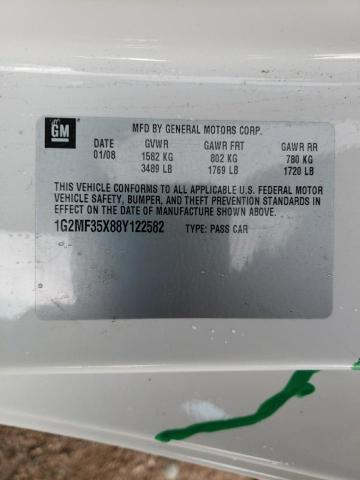 GM
MFD BY GENERAL MOTORS CORP.
DATE GVWR GAWR FRT GAWR RR
01/08 1582 KG 802 KG 780 KG
3489 LB 1769 LB 1720 LB
THIS VEHICLE CONFORMS TO ALL APPLICABLE U.S. FEDERAL MOTOR
VEHICLE SAFETY, BUMPER, AND THEFT PREVENTION STANDARDS
IN EFFECT ON THE DATE OF MANUFACTURE SHOWN ABOVE.
1G2MF35X88Y122582 TYPE: PASS CAR